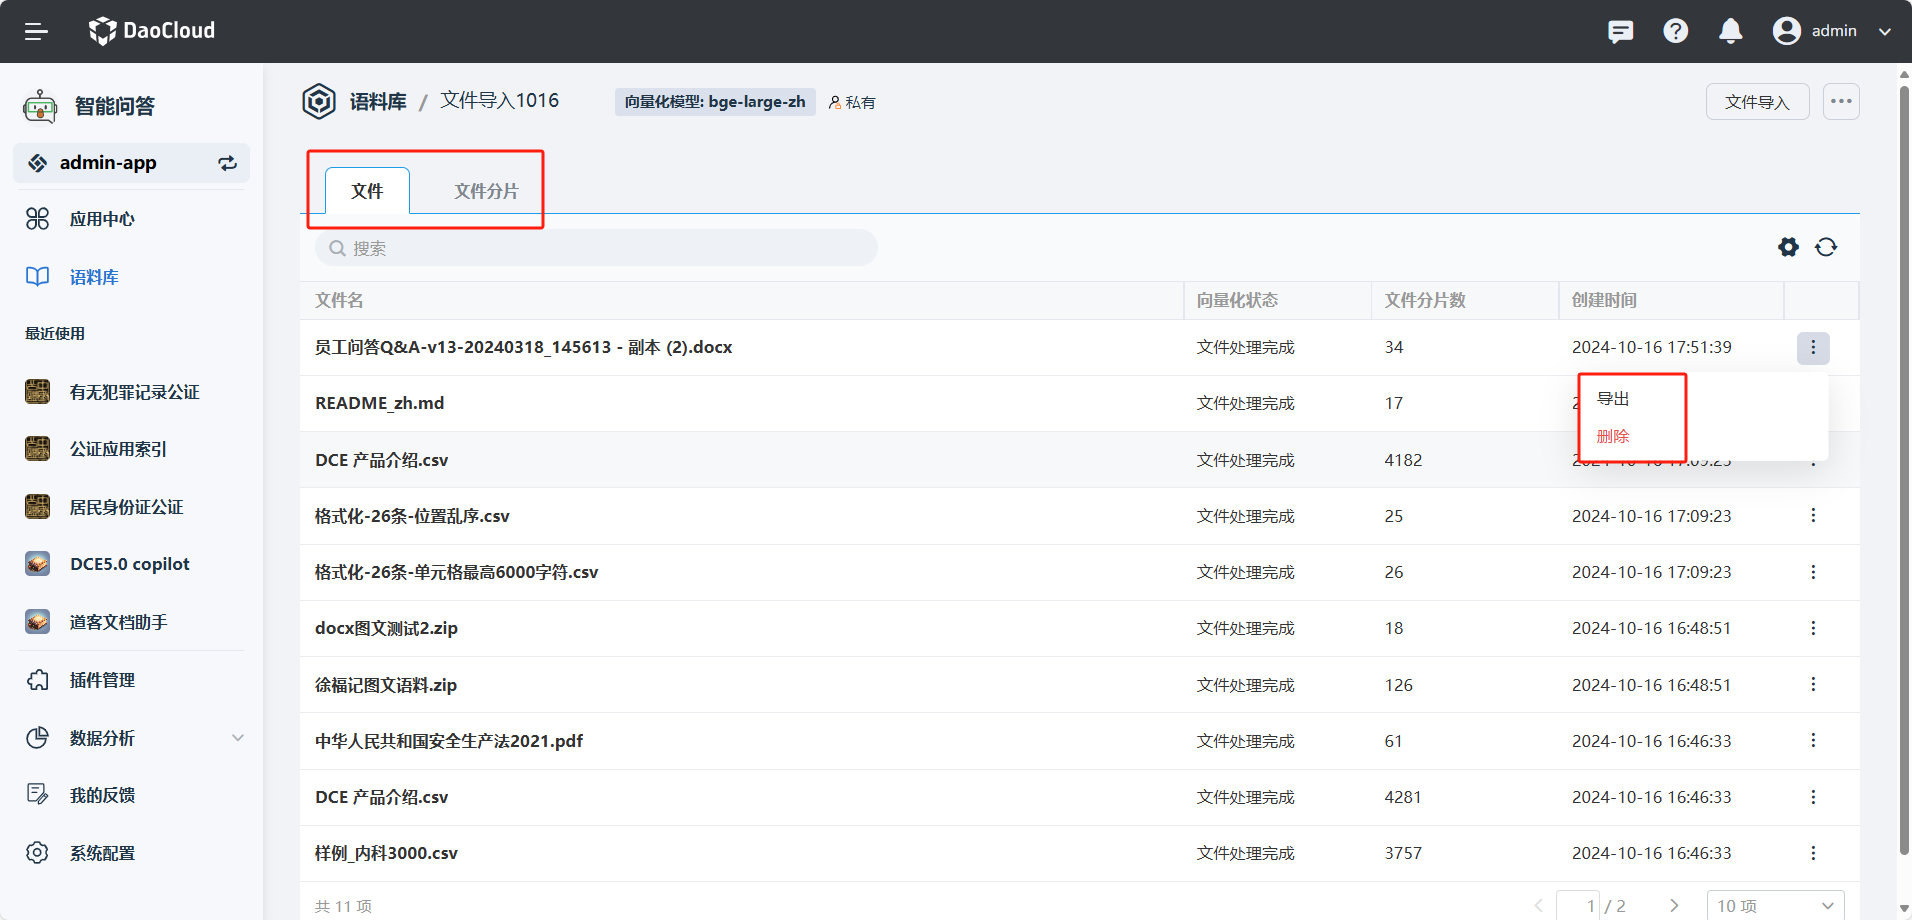 DaoCloud
admin
智能问答
admin-app
应用中心
语料库
最近使用
有无犯罪记录公证
公证应用索引
居民身份证公证
DCE5.0 copilot
道客文档助手
插件管理
数据分析
我的反馈
系统配置
语料库 / 文件导入1016
向量化模型: bge-large-zh
私有
文件导入
文件 文件分片
搜索
文件名 向量化状态 文件分片数 创建时间
员工问答Q&A-v13-20240318_145613 - 副本 (2).docx 文件处理完成 34 2024-10-16 17:51:39
README_zh.md 文件处理完成 17
导出
删除
DCE 产品介绍.csv 文件处理完成 4182
格式化-26条-位置乱序.csv 文件处理完成 25 2024-10-16 17:09:23
格式化-26条-单元格最高6000字符.csv 文件处理完成 26 2024-10-16 17:09:23
docx图文测试2.zip 文件处理完成 18 2024-10-16 16:48:51
徐福记图文语料.zip 文件处理完成 126 2024-10-16 16:48:51
中华人民共和国安全生产法2021.pdf 文件处理完成 61 2024-10-16 16:46:33
DCE 产品介绍.csv 文件处理完成 4281 2024-10-16 16:46:33
样例_内科3000.csv 文件处理完成 3757 2024-10-16 16:46:33
共 11 项 1 / 2 10 项